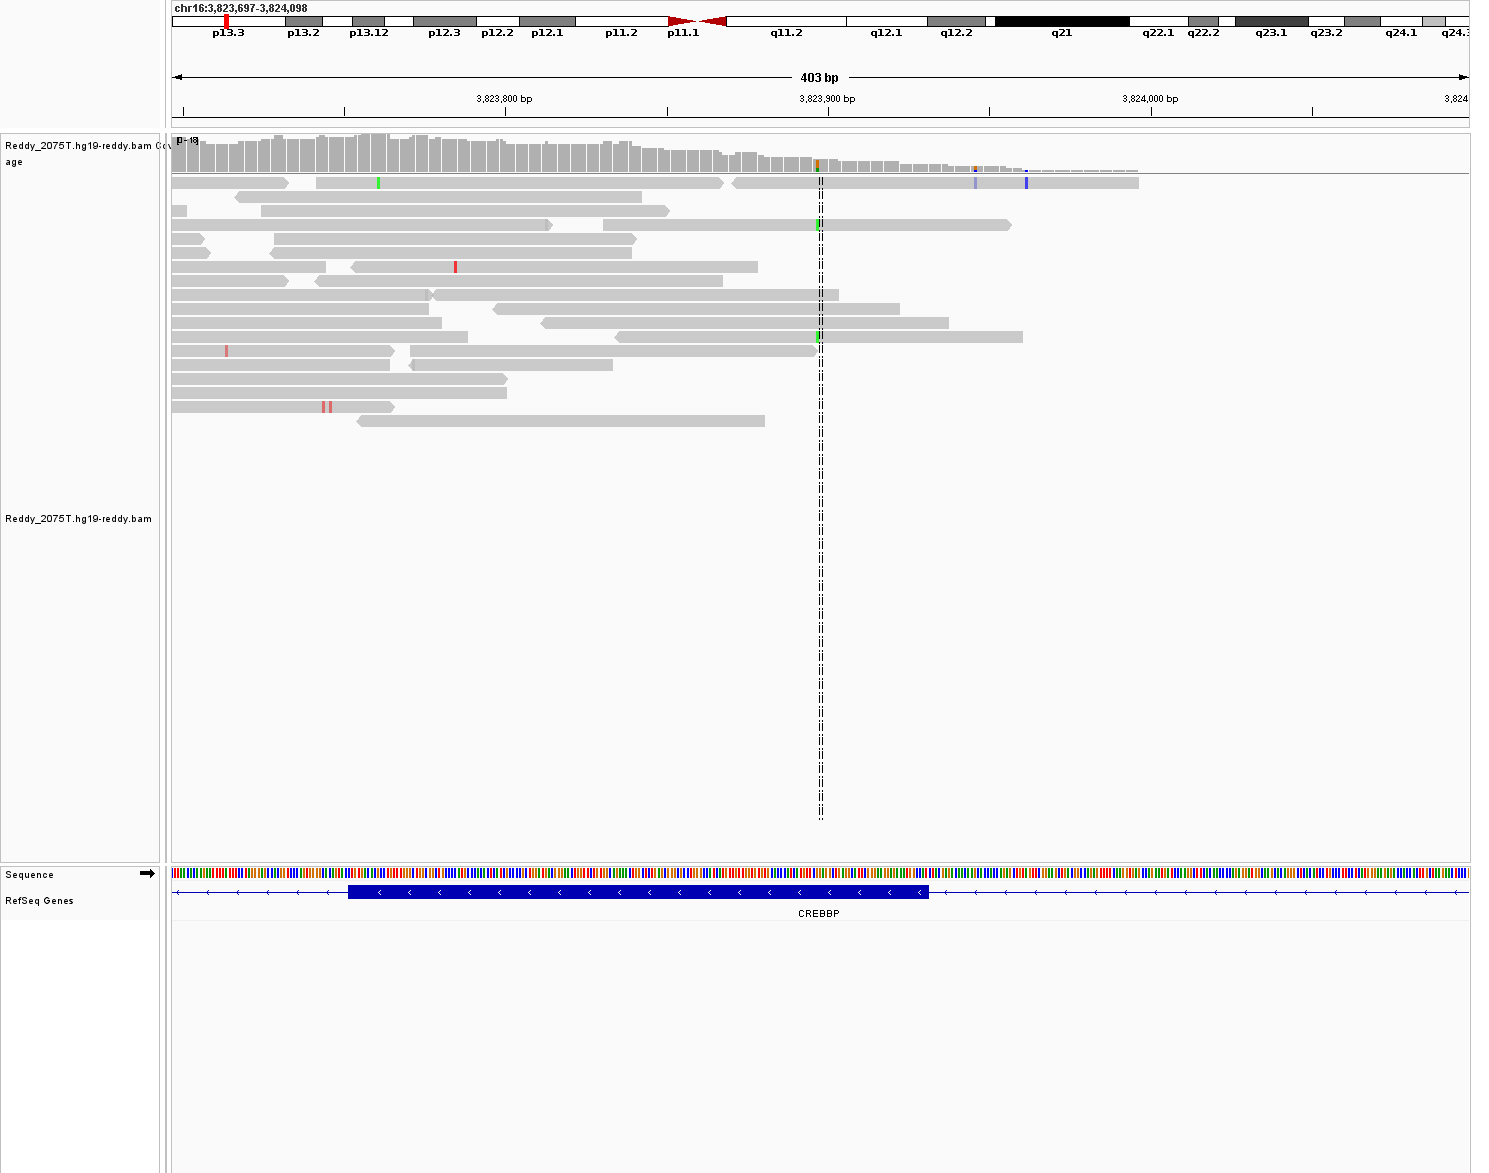 chr16:3,823,697-3,824,098
p13.3 p13.2 p13.12 p12.3 p12.2 p12.1 p11.2 p11.1 q11.2 q12.1 q12.2 q21 q22.1 q22.2 q23.1 q23.2 q24.1 q24.3
403 bp
3,823,800 bp 3,823,900 bp 3,824,000 bp 3,824
Reddy_2075T.hg19-reddy.bam Cov
age
[0 - 18]
Reddy_2075T.hg19-reddy.bam
Sequence
RefSeq Genes
CREBBP